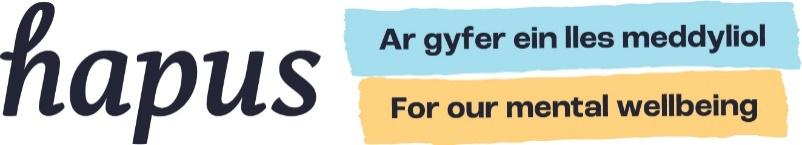 hapus
Ar gyfer ein lles meddyliol
For our mental wellbeing